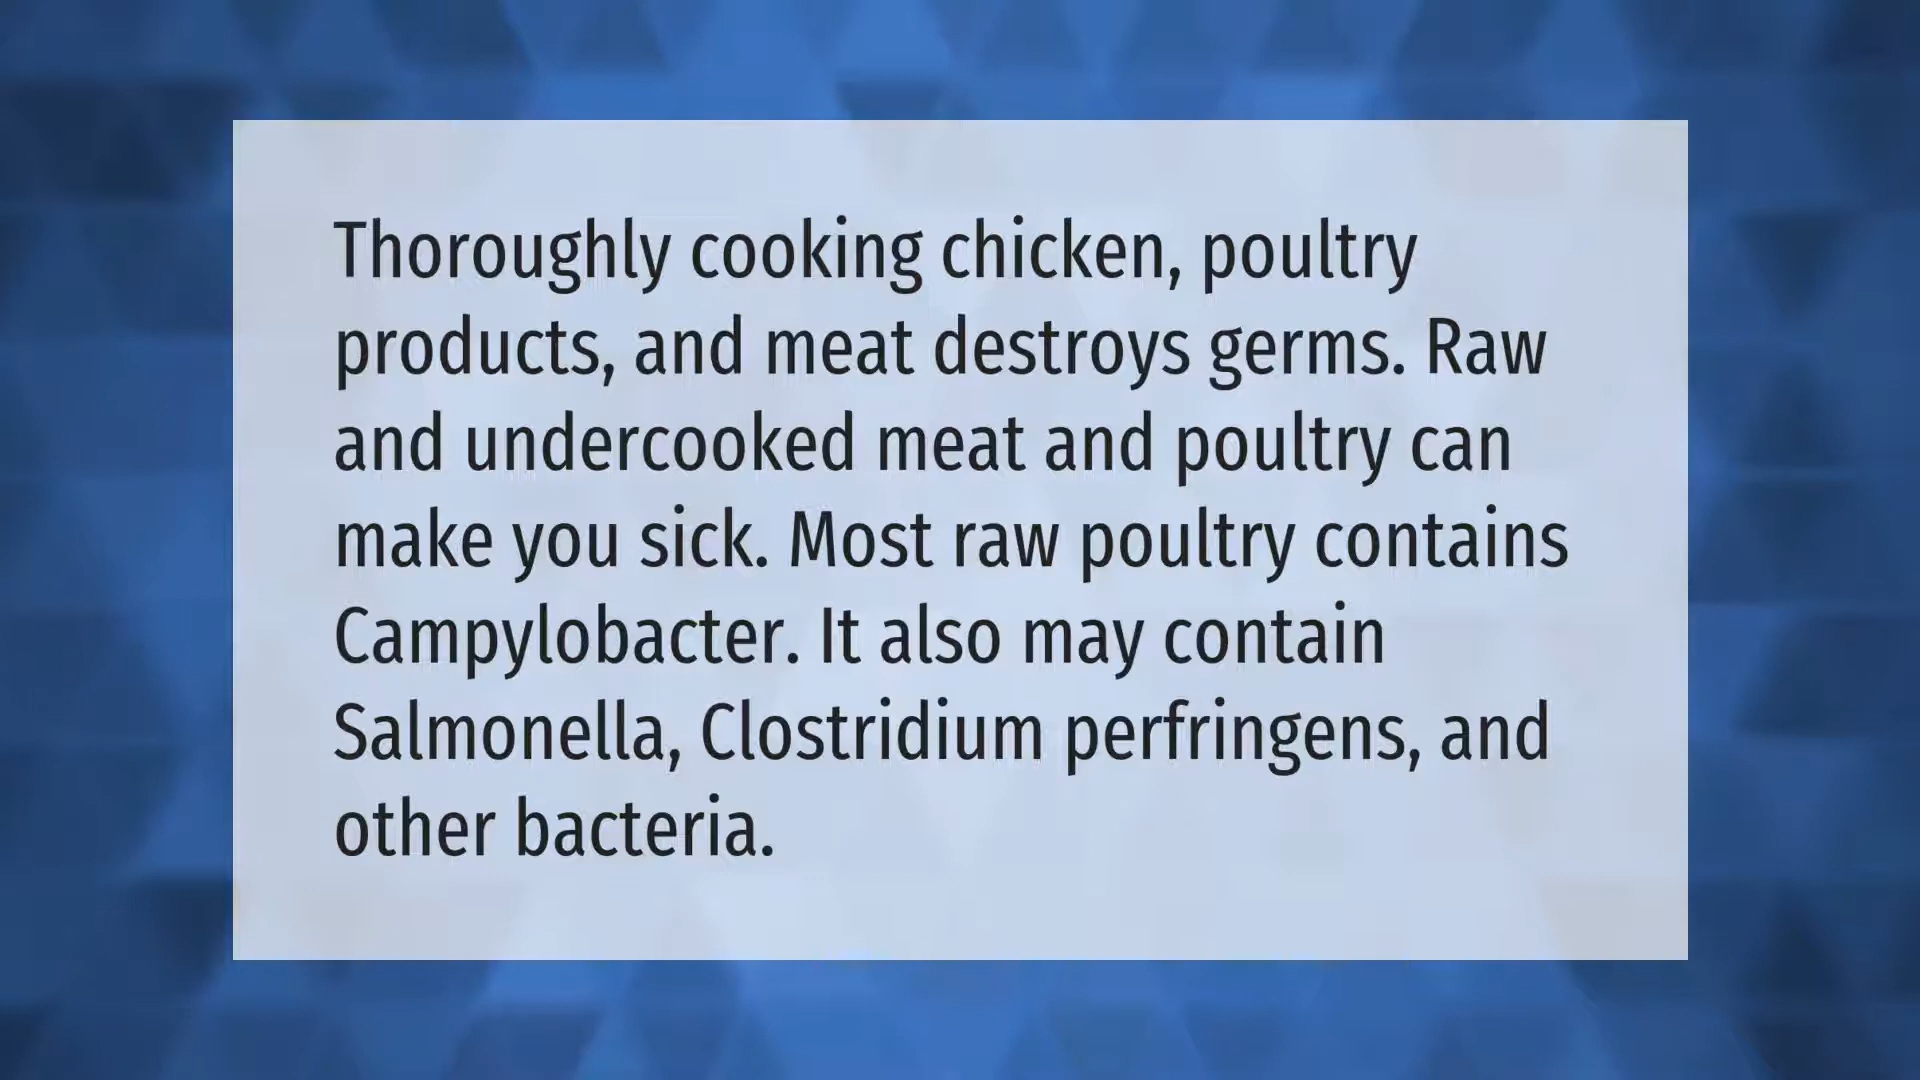 Thoroughly cooking chicken, poultry
products, and meat destroys germs. Raw
and undercooked meat and poultry can
make you sick. Most raw poultry contains
Campylobacter. It also may contain
Salmonella, Clostridium perfringens, and
other bacteria.